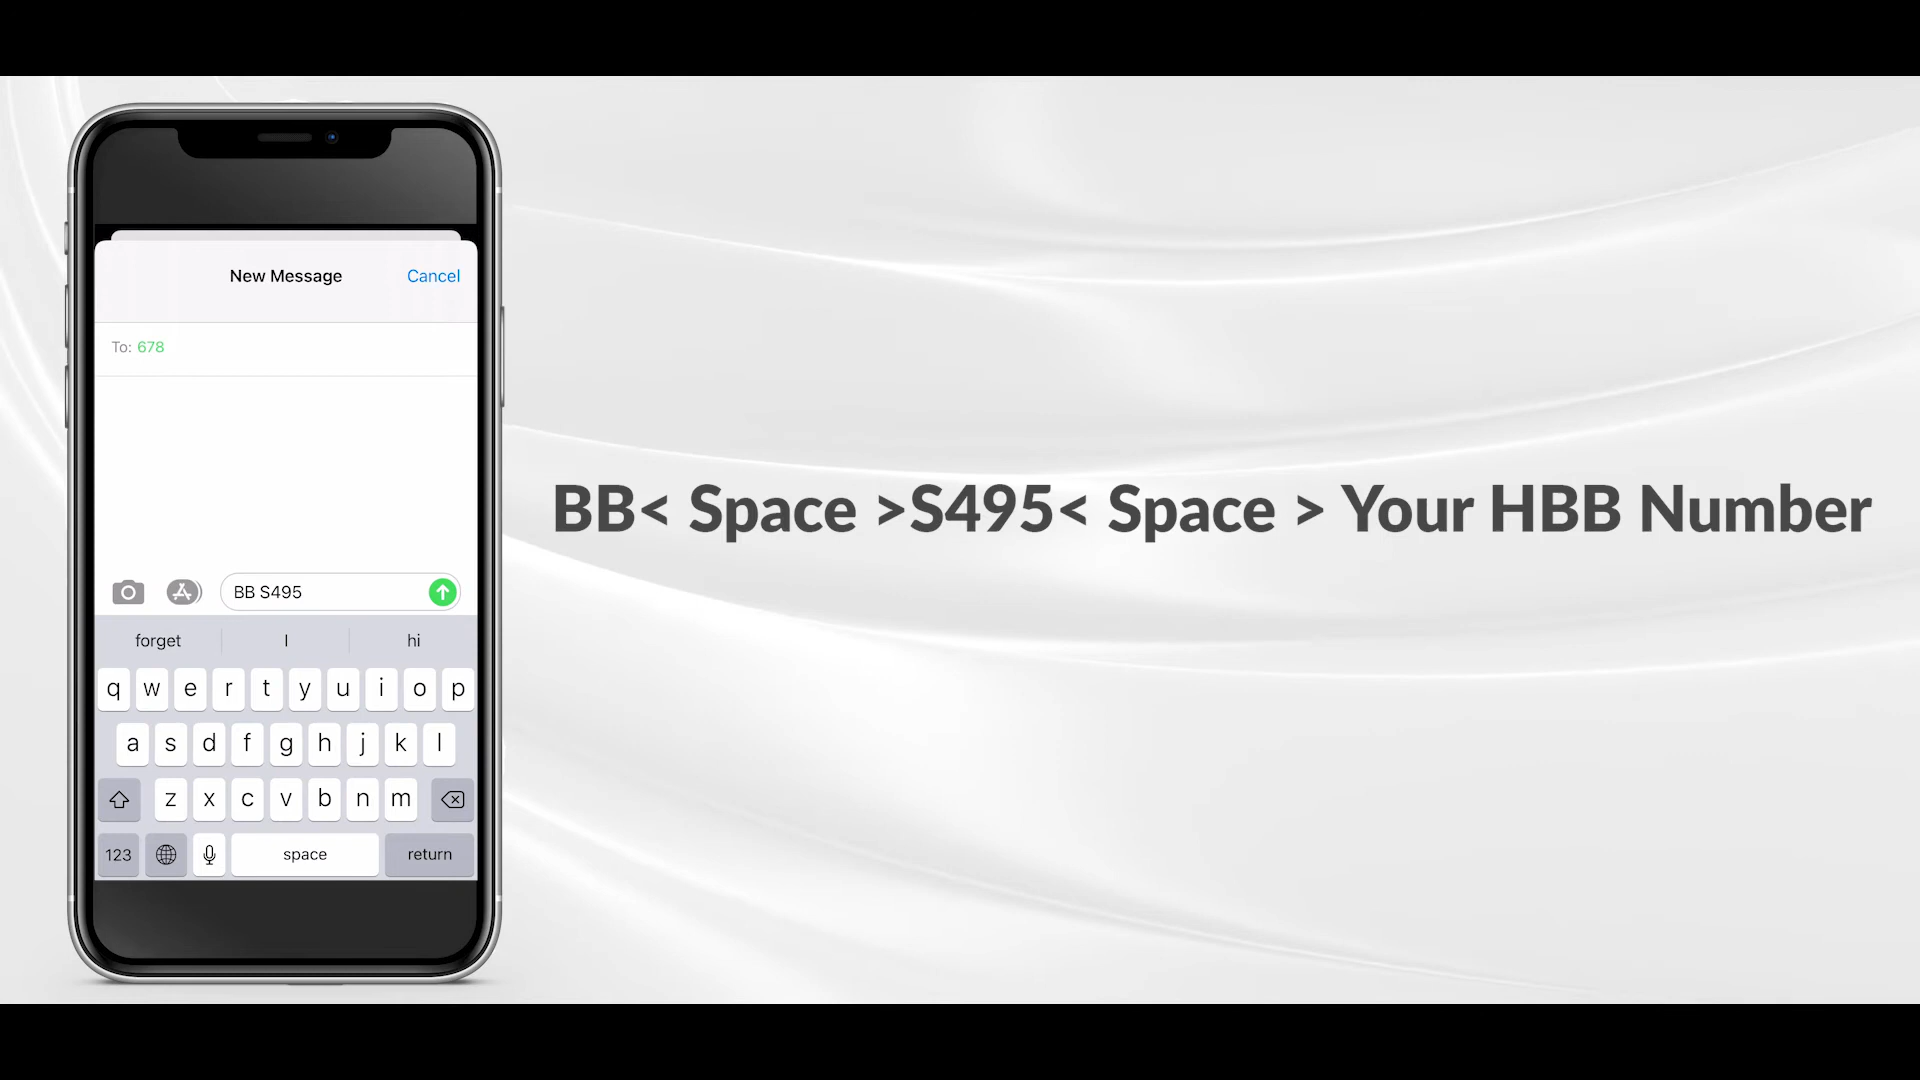 New Message
Cancel
To: 678
BB< Space >S495< Space > Your HBB Number
BB S495
forget
I
hi
q w e r t y u i o p
a s d f g h j k l
z x c v b n m
123
space
return